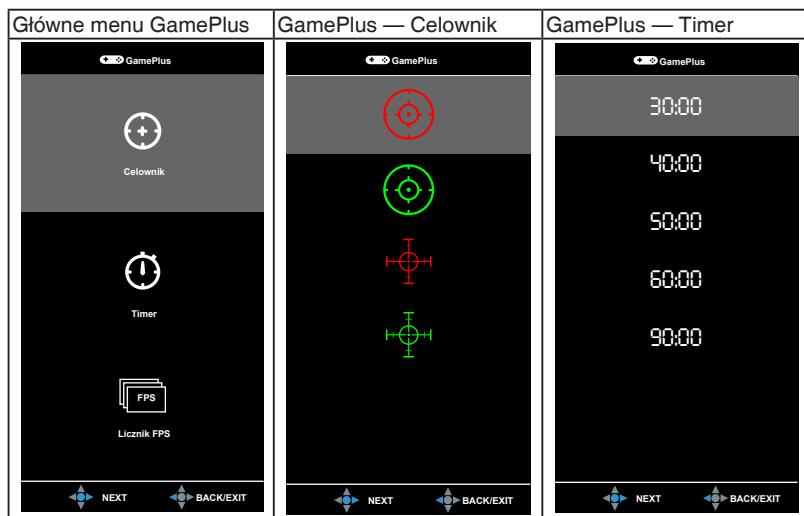 Główne menu GamePlus
GamePlus — Celownik
GamePlus — Timer
GamePlus
Celownik
Timer
FPS
Licznik FPS
NEXT BACK/EXIT
GamePlus
NEXT BACK/EXIT
GamePlus
30:00
40:00
50:00
60:00
90:00
NEXT BACK/EXIT